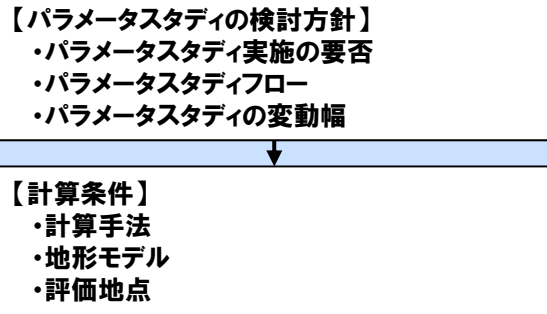 【パラメータスタディの検討方針】
・パラメータスタディ実施の要否
・パラメータスタディフロー
・パラメータスタディの変動幅
【計算条件】
・計算手法
・地形モデル
・評価地点